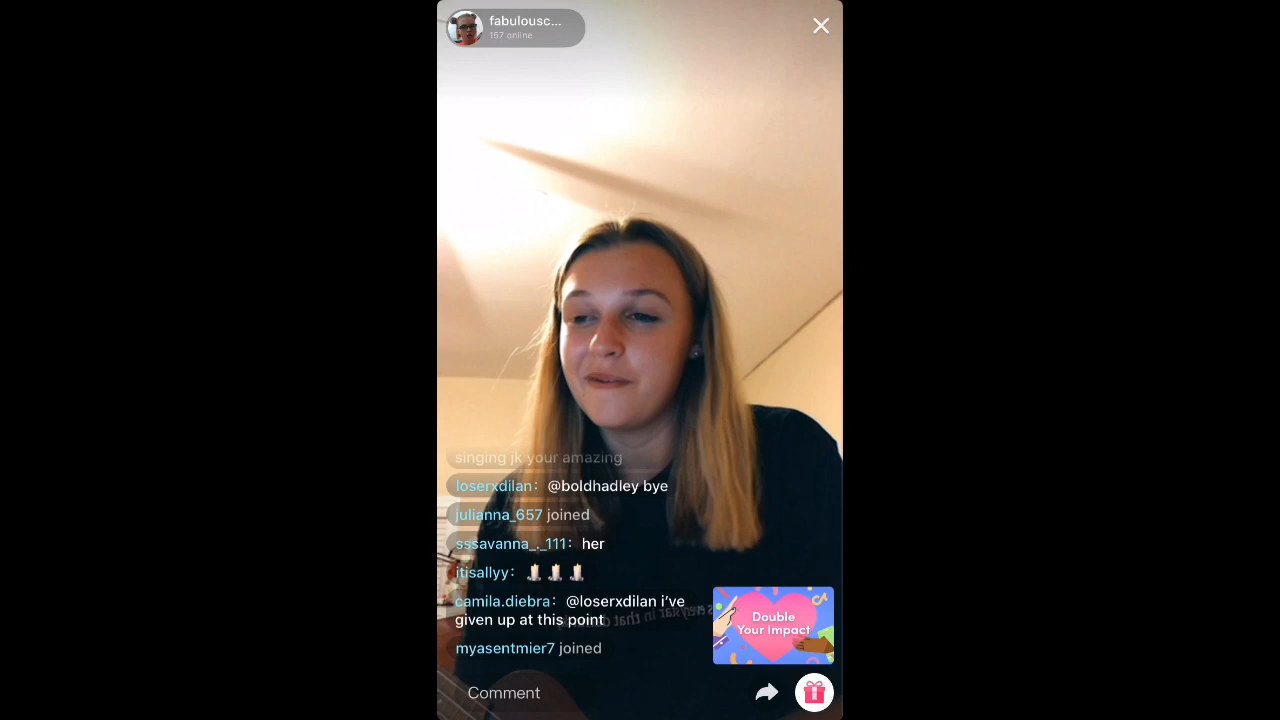 fabulousc...
157 online
singing jk your amazing
loserxdilan: @boldhadley bye
julianna_657 joined
sssavanna_._111: her
itisallyy: 🕯🕯🕯
camila.diebra: @loserxdilan i've
given up at this point
myasentmier7 joined
Double
Your Impact
Comment